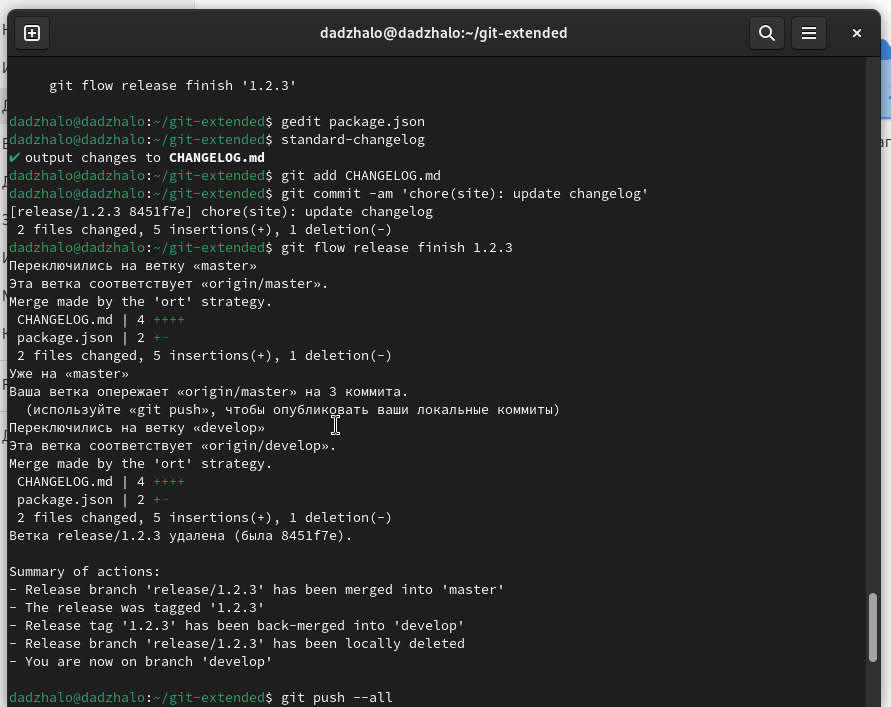 dadzhalo@dadzhalo:~/git-extended
git flow release finish '1.2.3'
dadzhalo@dadzhalo:~/git-extended$ gedit package.json
dadzhalo@dadzhalo:~/git-extended$ standard-changelog
✔ output changes to CHANGELOG.md
dadzhalo@dadzhalo:~/git-extended$ git add CHANGELOG.md
dadzhalo@dadzhalo:~/git-extended$ git commit -am 'chore(site): update changelog'
[release/1.2.3 8451f7e] chore(site): update changelog
2 files changed, 5 insertions(+), 1 deletion(-)
dadzhalo@dadzhalo:~/git-extended$ git flow release finish 1.2.3
Переключились на ветку «master»
Эта ветка соответствует «origin/master».
Merge made by the 'ort' strategy.
CHANGELOG.md | 4 ++++
package.json | 2 +-
2 files changed, 5 insertions(+), 1 deletion(-)
Уже на «master»
Ваша ветка опережает «origin/master» на 3 коммита.
(используйте «git push», чтобы опубликовать ваши локальные коммиты)
Переключились на ветку «develop»
Эта ветка соответствует «origin/develop».
Merge made by the 'ort' strategy.
CHANGELOG.md | 4 ++++
package.json | 2 +-
2 files changed, 5 insertions(+), 1 deletion(-)
Ветка release/1.2.3 удалена (была 8451f7e).
Summary of actions:
- Release branch 'release/1.2.3' has been merged into 'master'
- The release was tagged '1.2.3'
- Release tag '1.2.3' has been back-merged into 'develop'
- Release branch 'release/1.2.3' has been locally deleted
- You are now on branch 'develop'
dadzhalo@dadzhalo:~/git-extended$ git push --all